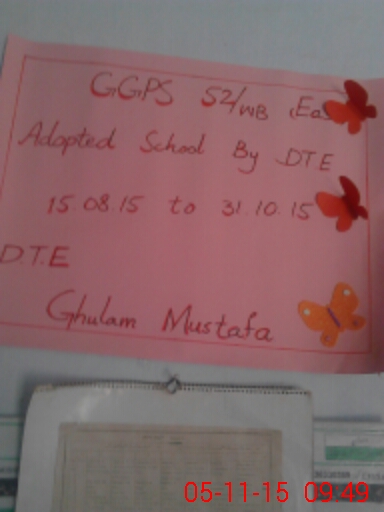 GGPS 52/WB (Eas
Adopted School By DTE
15.08.15 to 31.10.15
DTE
Ghulam Mustafa
05-11-15 09:49